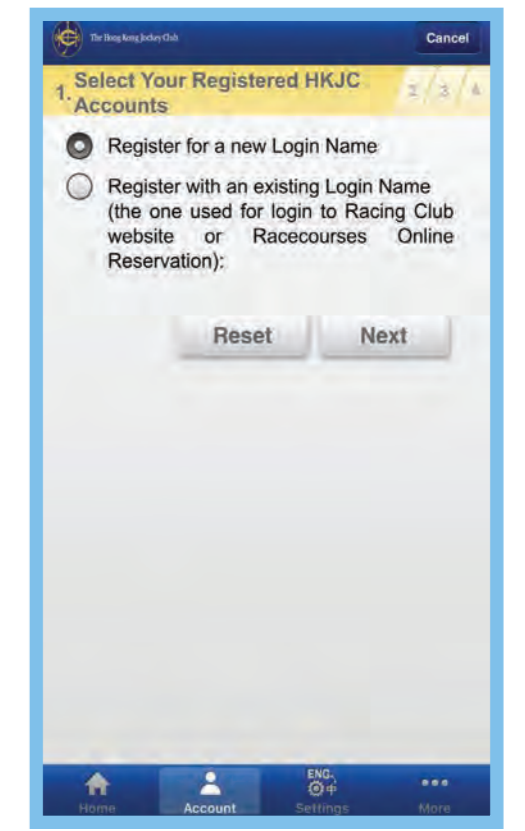 The Hong Kong Jockey Club
Cancel
1. Select Your Registered HKJC
Accounts
2 / 3 / 4
Register for a new Login Name
Register with an existing Login Name
(the one used for login to Racing Club
website or Racecourses Online
Reservation):
Reset Next
ENG.
中
Home Account Settings More